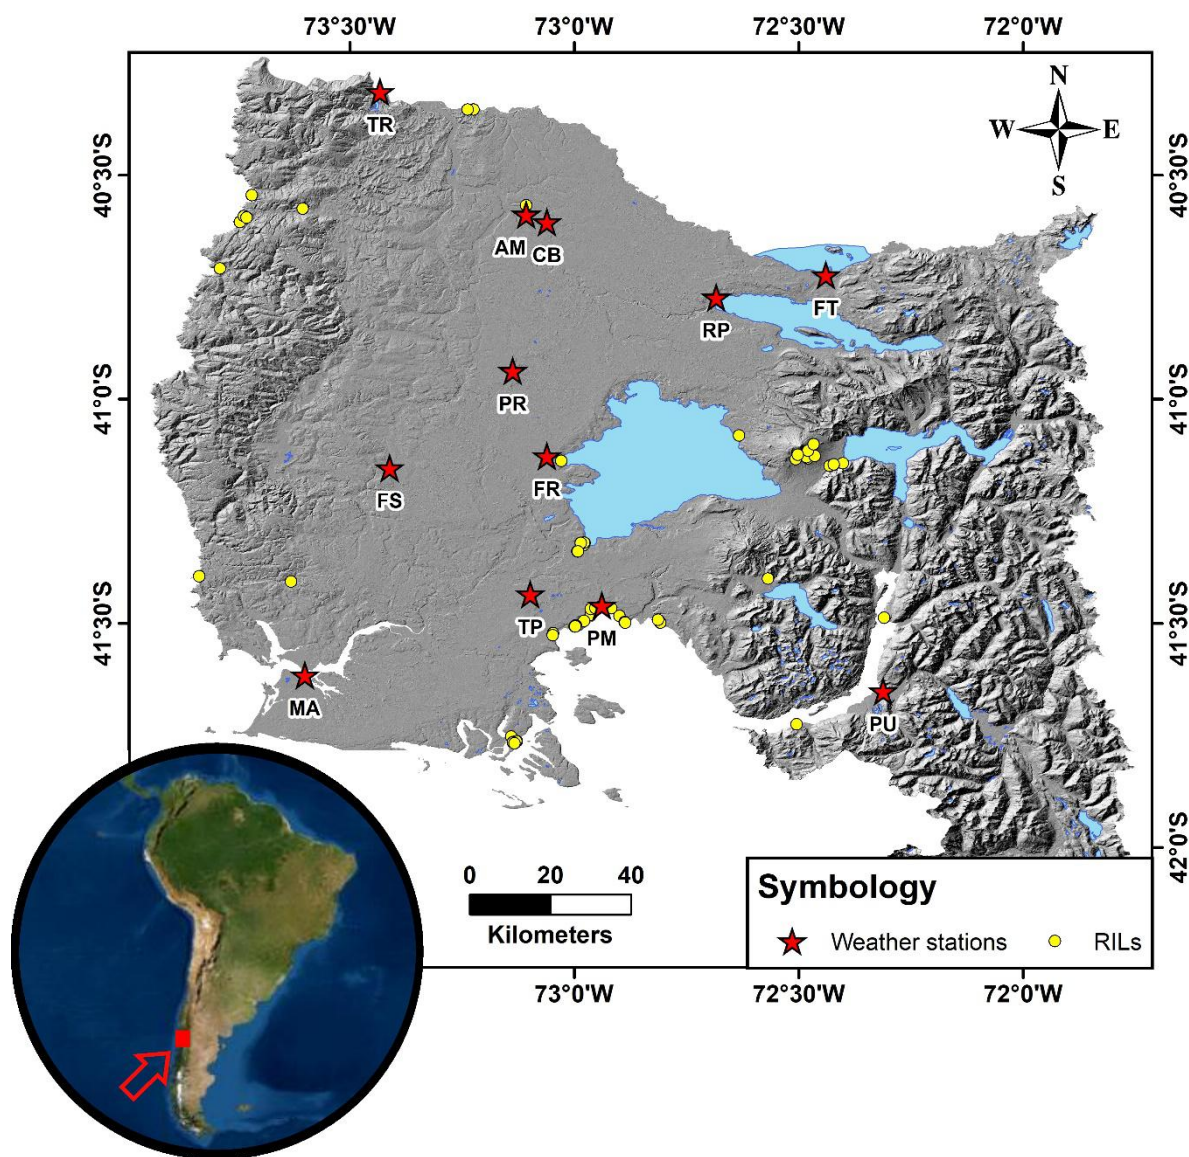 73°30'W 73°0'W 72°30'W 72°0'W
N
W E
S
40°30'S 40°30'S
41°0'S 41°0'S
41°30'S 41°30'S
42°0'S
TR
AM
CB
FT
RP
PR
FS
FR
TP
PM
MA
PU
0 20 40
Kilometers
Symbology
Weather stations RILs
73°0'W 72°30'W 72°0'W